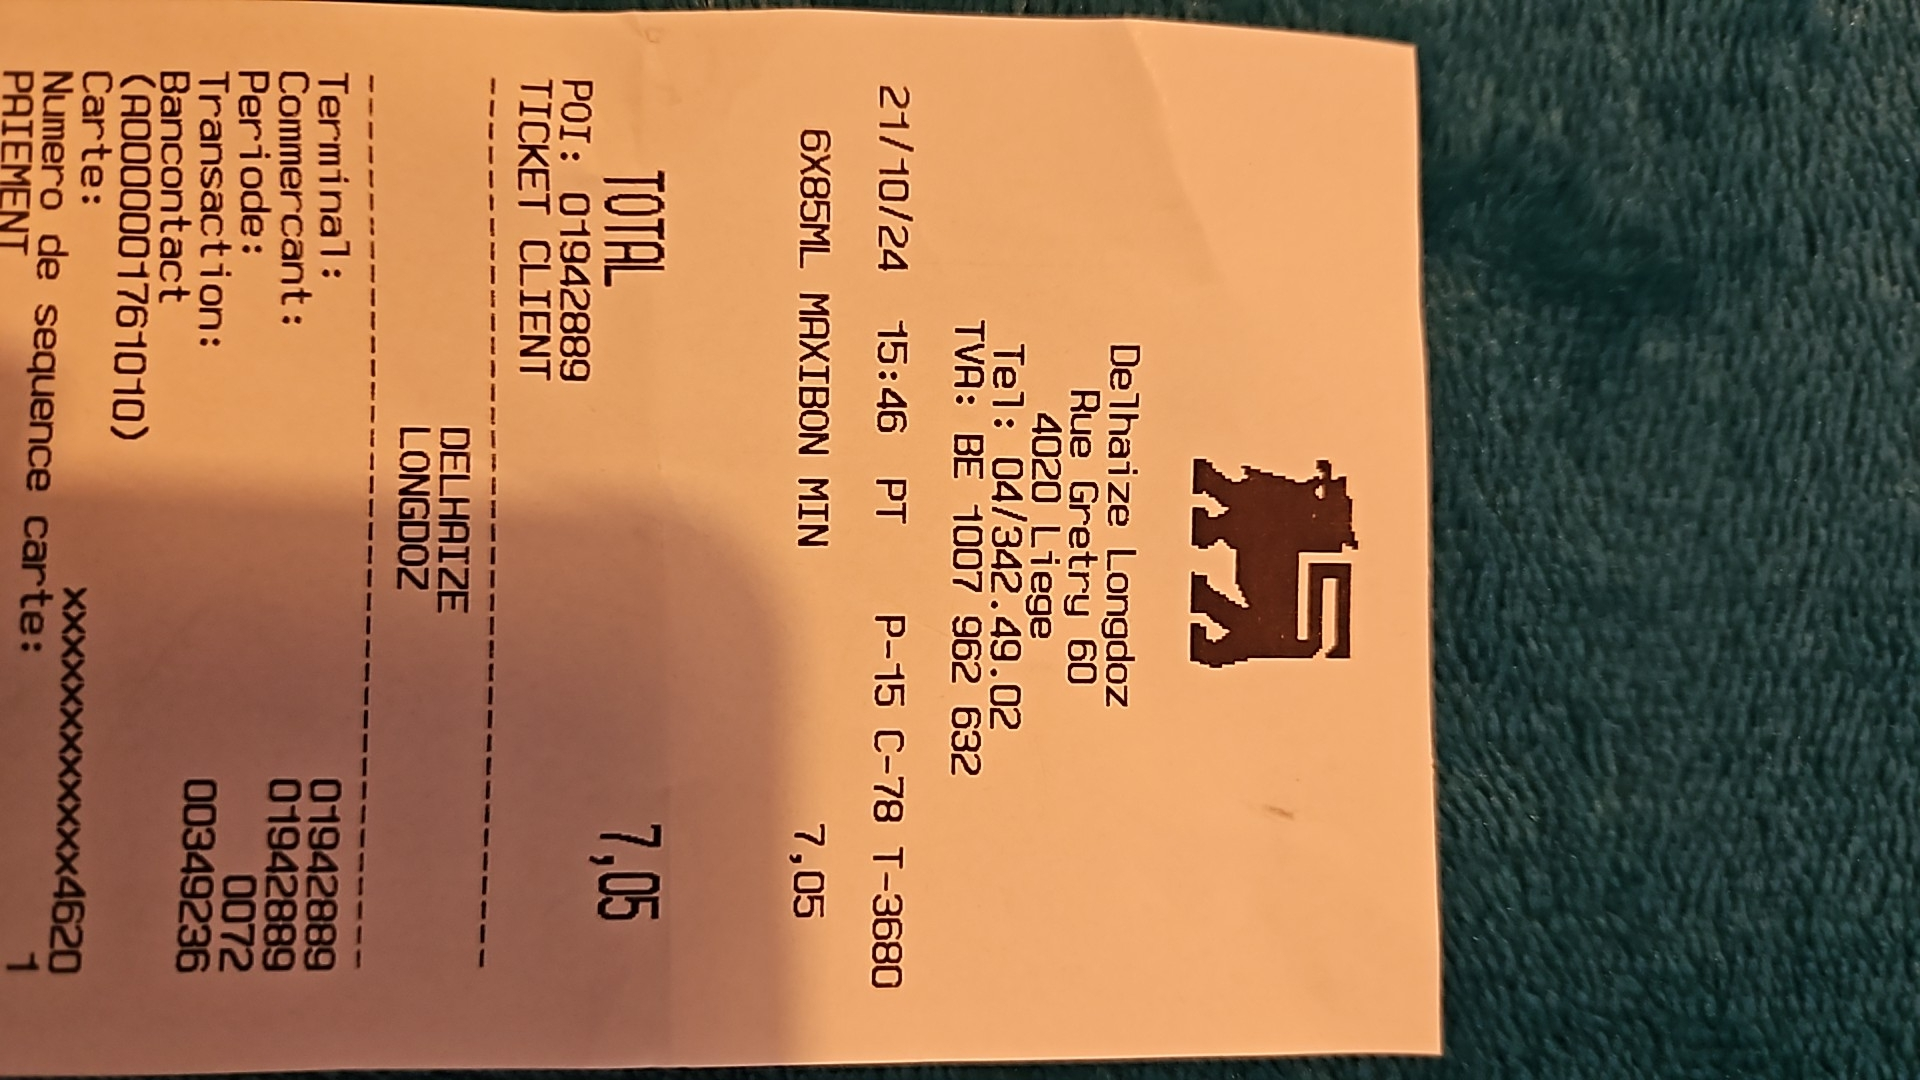 Delhaize Longdoz
Rue Gretry 60
4020 Liege
Tel: 04/342.49.02
TVA: BE 1007 962 632
21/10/24 15:46 PT P-15 C-78 T-3680
6X85ML MAXIBON MIN 7,05
TOTAL 7,05
POI: 01942889
TICKET CLIENT
DELHAIZE
LONGDOZ
Terminal: 01942889
Commercant: 01942889
Periode: 0072
Transaction: 00349236
Bancontact
(A0000001761010)
Carte: xxxxxxxxxxxxxxx4620
Numero de sequence carte: 1
PAIEMENT